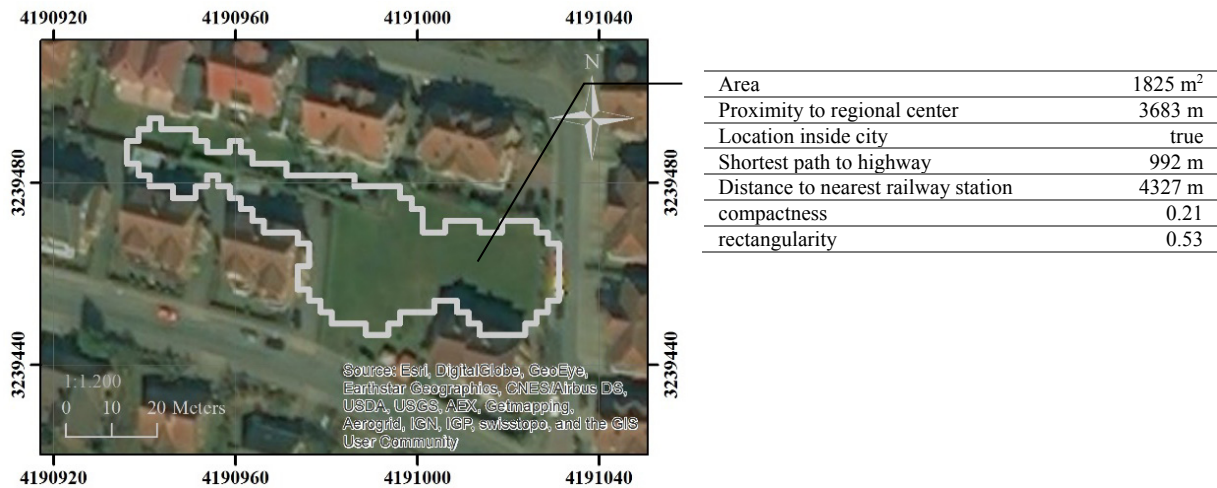 4190920 4190960 4191000 4191040
N
3239480 3239480
3239440 3239440
1:1.200
0 10 20 Meters
Source: Esri, DigitalGlobe, GeoEye,
Earthstar Geographics, CNES/Airbus DS,
USDA, USGS, AEX, Getmapping,
Aerogrid, IGN, IGP, swisstopo, and the GIS
User Community
4190920 4190960 4191000 4191040
Area 1825 m²
Proximity to regional center 3683 m
Location inside city true
Shortest path to highway 992 m
Distance to nearest railway station 4327 m
compactness 0.21
rectangularity 0.53